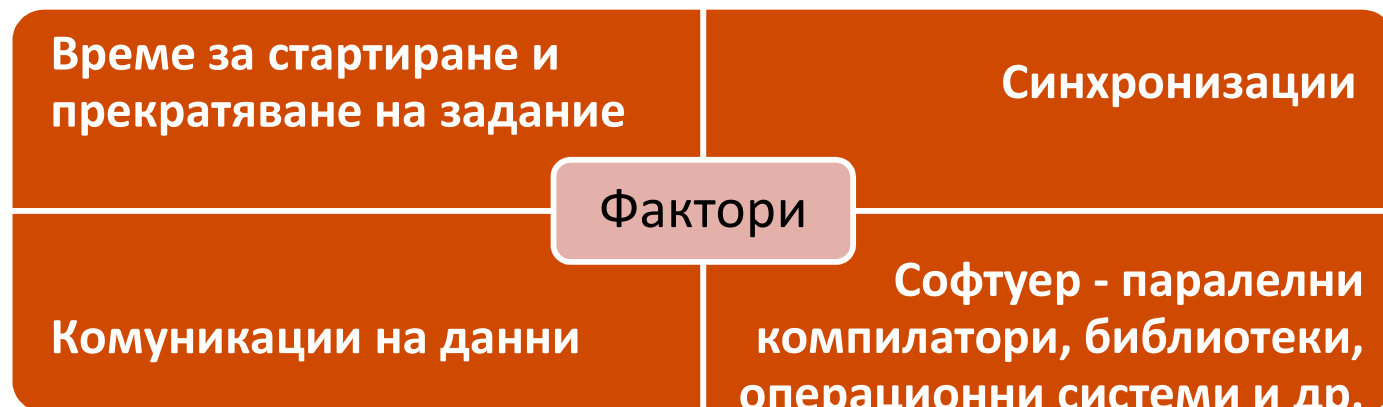 Време за стартиране и
прекратяване на задание
Синхронизации
Фактори
Комуникации на данни
Софтуер - паралелни
компилатори, библиотеки,
операционни системи и др.